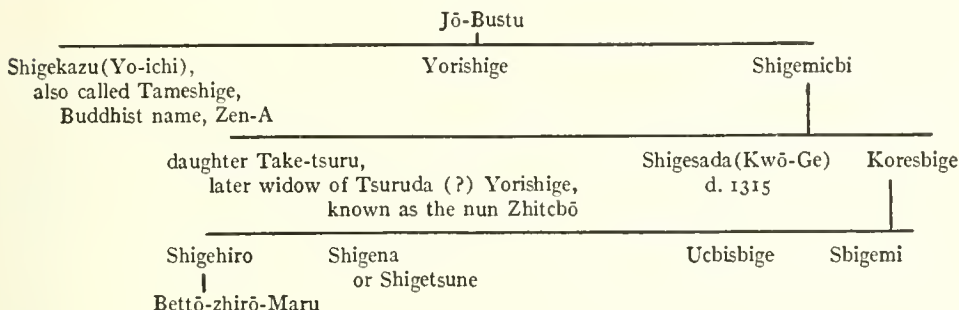 Jō-Bustu
Shigekazu(Yo-ichi), Yorishige Shigemicbi
also called Tameshige,
Buddhist name, Zen-A
daughter Take-tsuru, Shigesada(Kwō-Ge) Koresbige
later widow of Tsuruda (?) Yorishige, d. 1315
known as the nun Zhitcbō
Shigehiro Shigena Ucbisbige Sbigemi
or Shigetsune
Bettō-zhirō-Maru